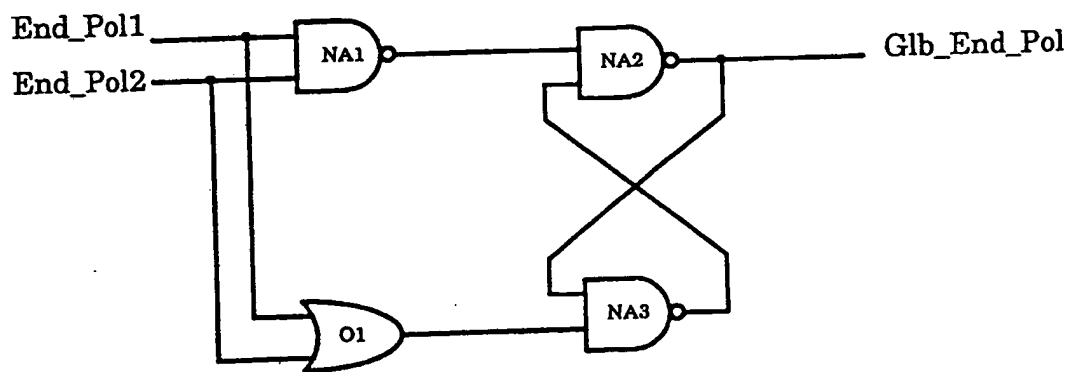 End_Pol1
NA1
NA2
Glb_End_Pol
End_Pol2
NA3
O1